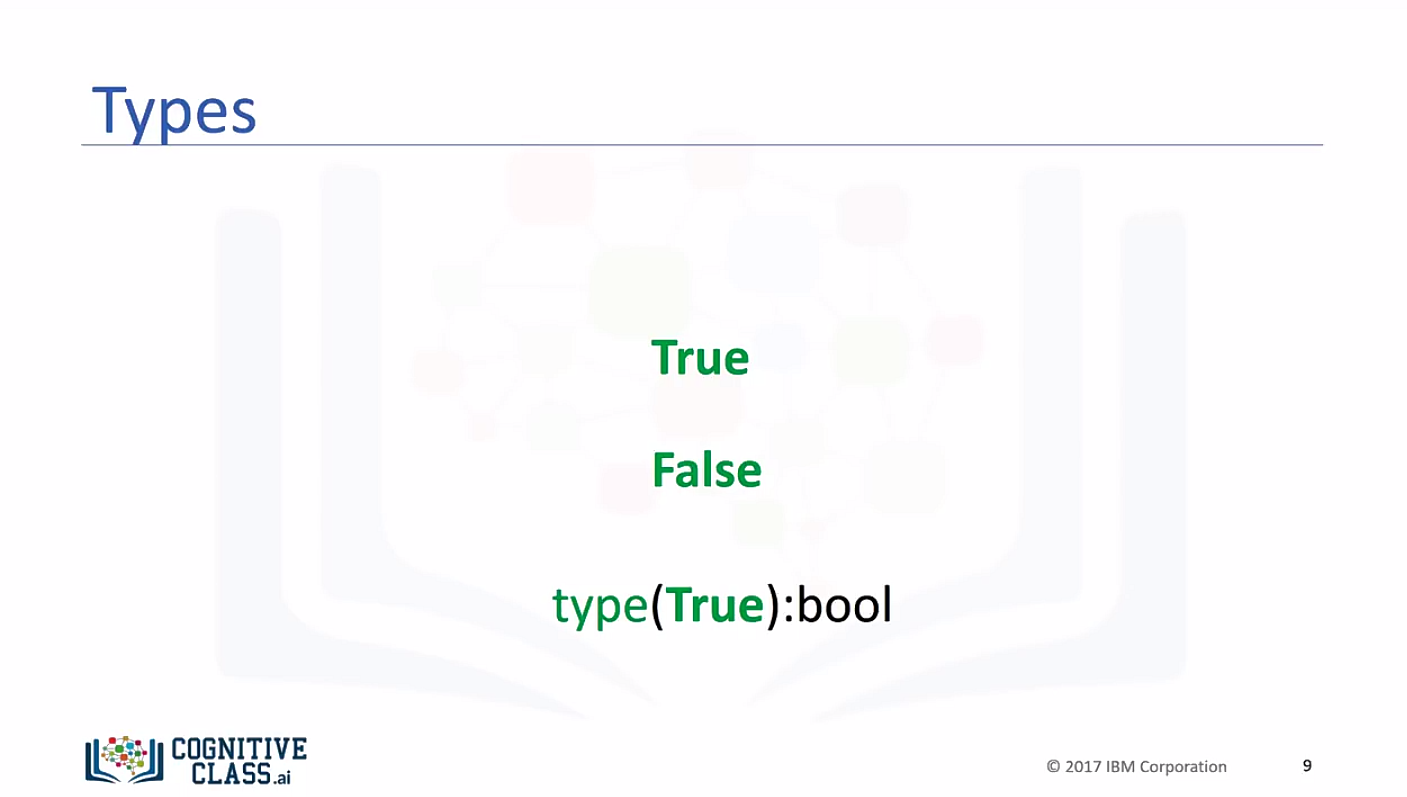 Types
True
False
type(True):bool
COGNITIVE
CLASS.ai
© 2017 IBM Corporation
9